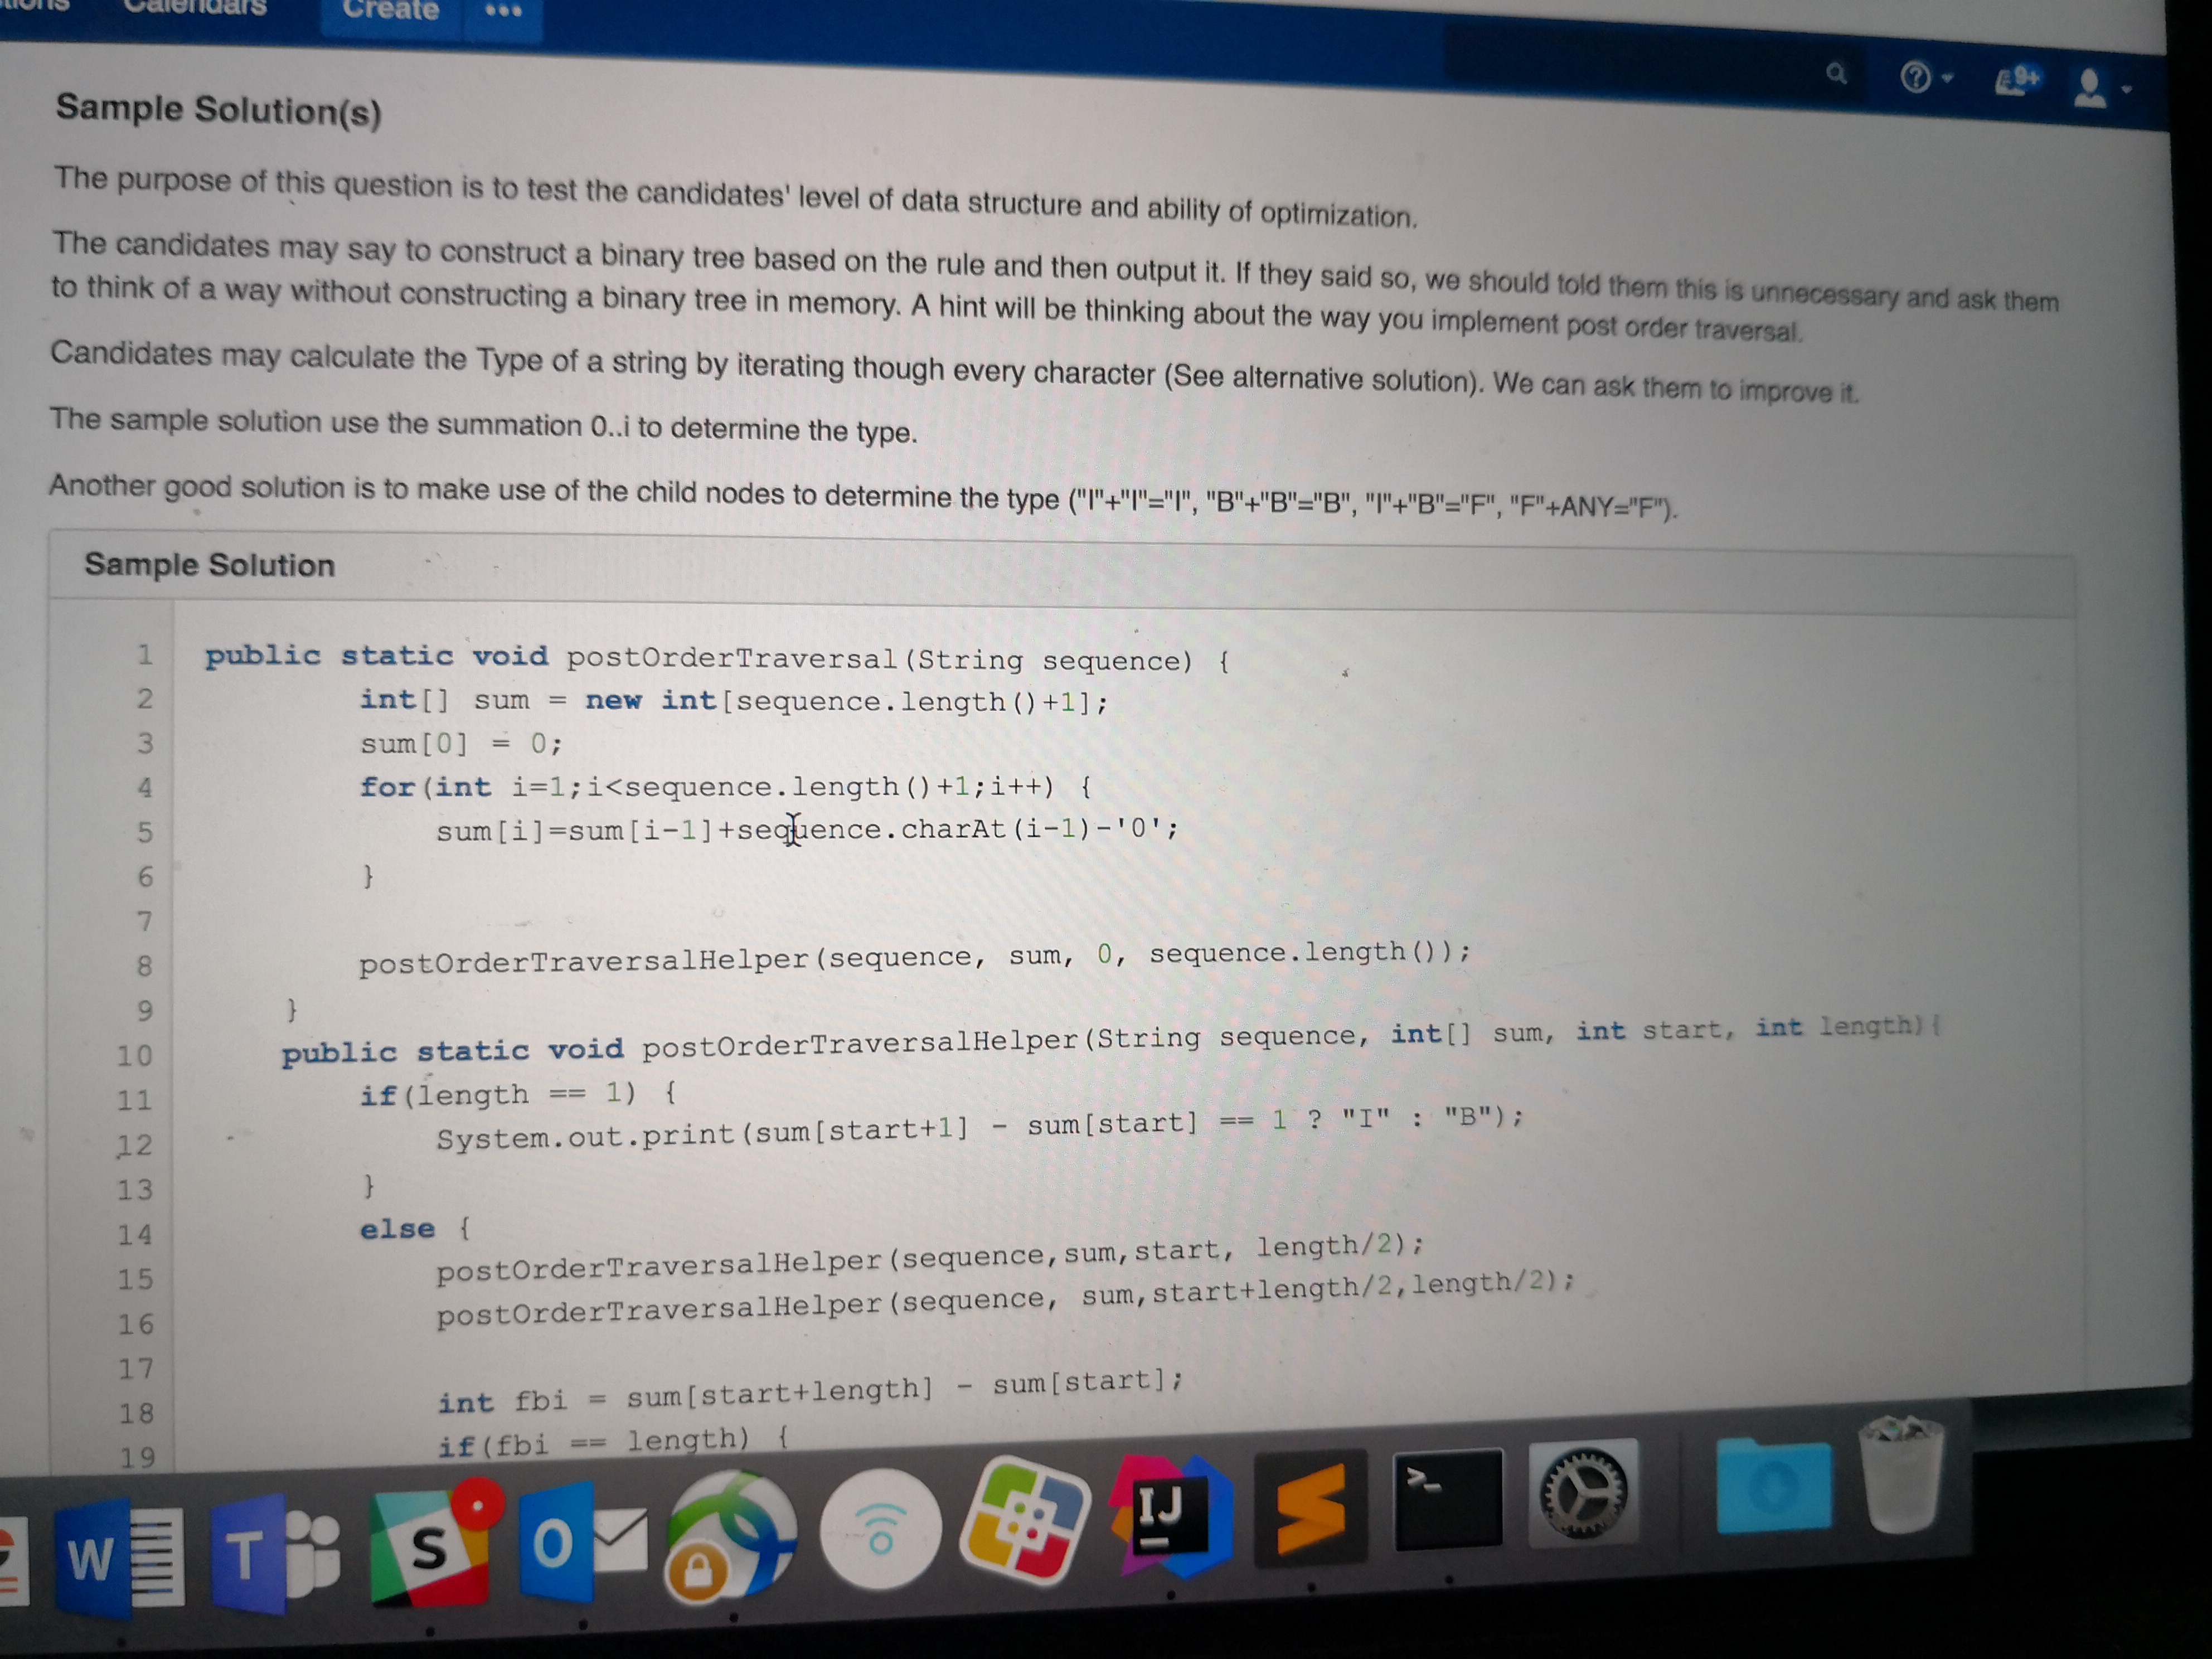 Calendars Create •••
9+
Sample Solution(s)
The purpose of this question is to test the candidates' level of data structure and ability of optimization.
The candidates may say to construct a binary tree based on the rule and then output it. If they said so, we should told them this is unnecessary and ask them
to think of a way without constructing a binary tree in memory. A hint will be thinking about the way you implement post order traversal.
Candidates may calculate the Type of a string by iterating though every character (See alternative solution). We can ask them to improve it.
The sample solution use the summation 0..i to determine the type.
Another good solution is to make use of the child nodes to determine the type ("I"+"I"="I", "B"+"B"="B", "I"+"B"="F", "F"+ANY="F").
Sample Solution
1 public static void postOrderTraversal(String sequence) {
2 int[] sum = new int[sequence.length()+1];
3 sum[0] = 0;
4 for(int i=1;i<sequence.length()+1;i++) {
5 sum[i]=sum[i-1]+sequence.charAt(i-1)-'0';
6 }
7
8 postOrderTraversalHelper(sequence, sum, 0, sequence.length());
9 }
10 public static void postOrderTraversalHelper(String sequence, int[] sum, int start, int length){
11 if(length == 1) {
12 System.out.print(sum[start+1] - sum[start] == 1 ? "I" : "B");
13 }
14 else {
15 postOrderTraversalHelper(sequence,sum,start, length/2);
16 postOrderTraversalHelper(sequence, sum,start+length/2,length/2);
17
18 int fbi = sum[start+length] - sum[start];
19 if(fbi == length) {
W T S O IJ >_